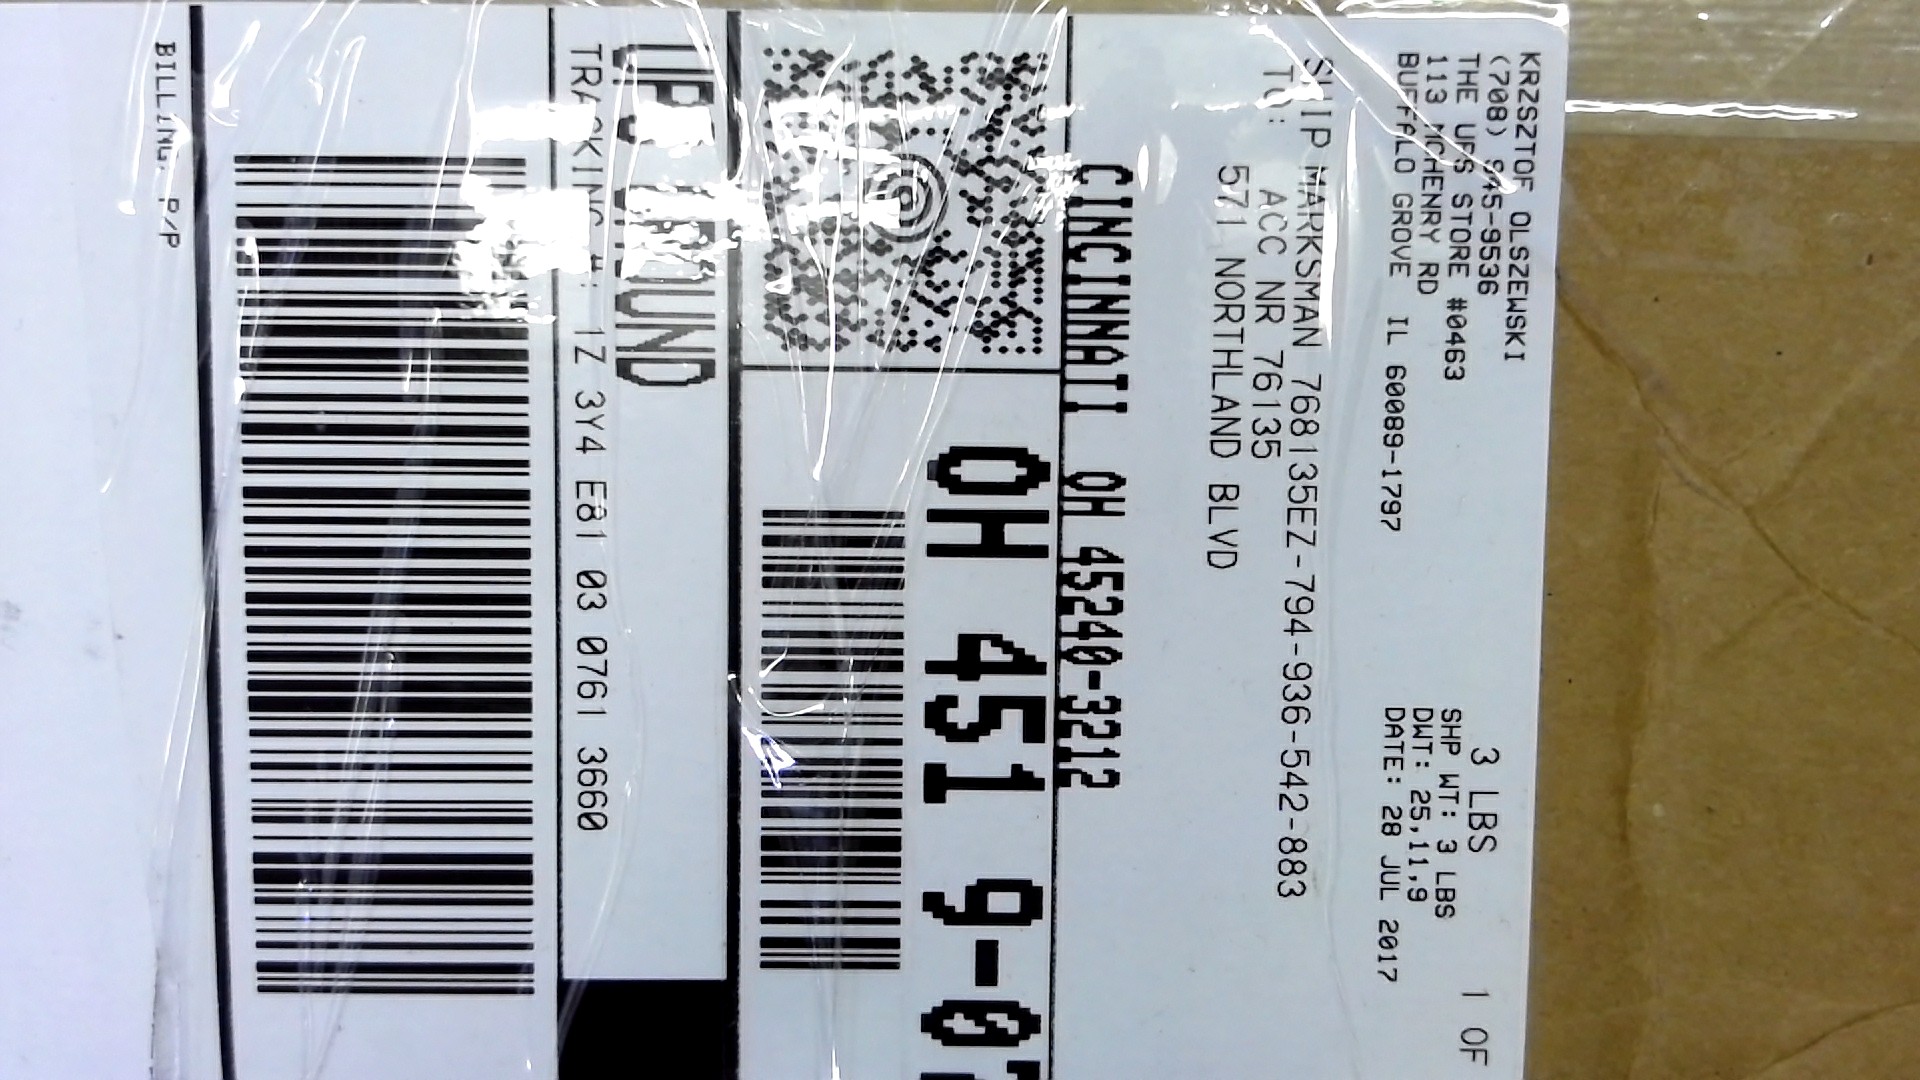 KRZSZTOF OLSZEWSKI
(708) 945-9536
THE UPS STORE #0463
113 MCHENRY RD
BUFFALO GROVE IL 60089-1797
3 LBS 1 OF
SHP WT: 3 LBS
DWT: 25,11,9
DATE: 28 JUL 2017
SHIP MARKSMAN 768135EZ-794-936-542-883
TO: ACC NR 76135
571 NORTHLAND BLVD
CINCINNATI OH 45240-3212
OH 451 9-07
UPS GROUND
TRACKING #: 1Z 3Y4 E81 03 0761 3660
BILLING: P/P